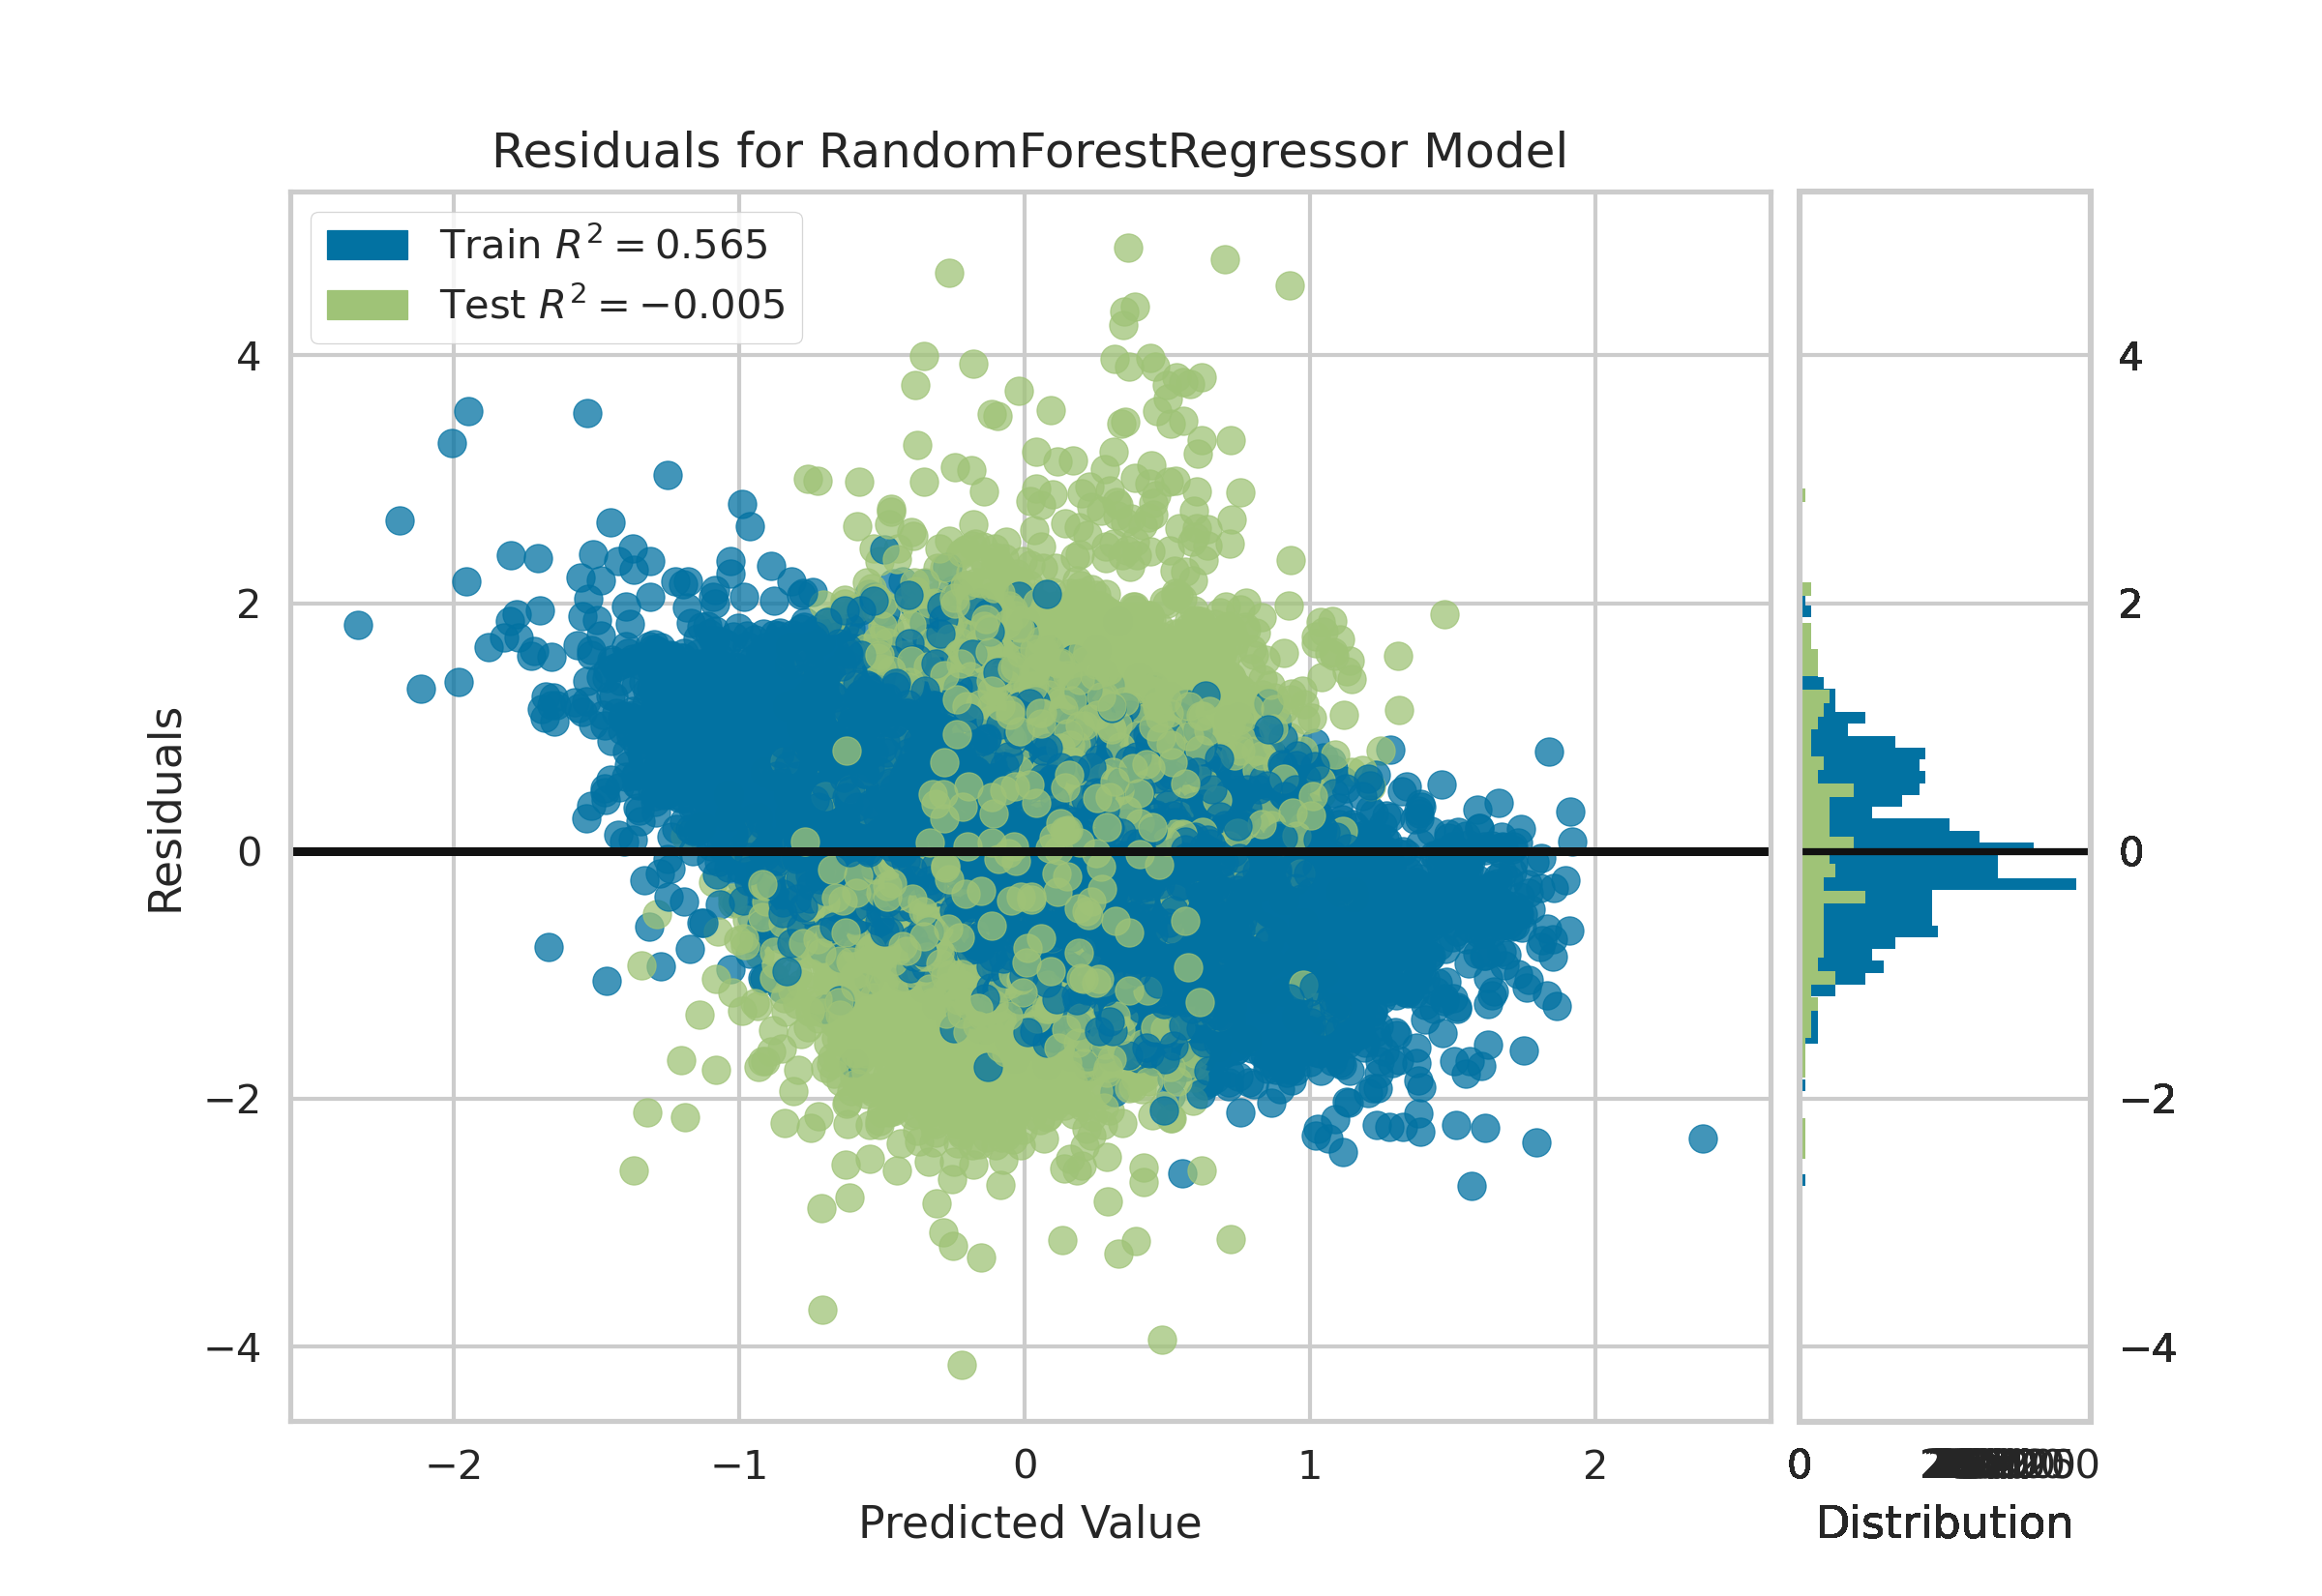 Residuals for RandomForestRegressor Model
Train R² = 0.565
Test R² = −0.005
Residuals
4
2
0
−2
−4
4
2
0
−2
−4
−2
−1
0
1
2
0
Predicted Value
Distribution